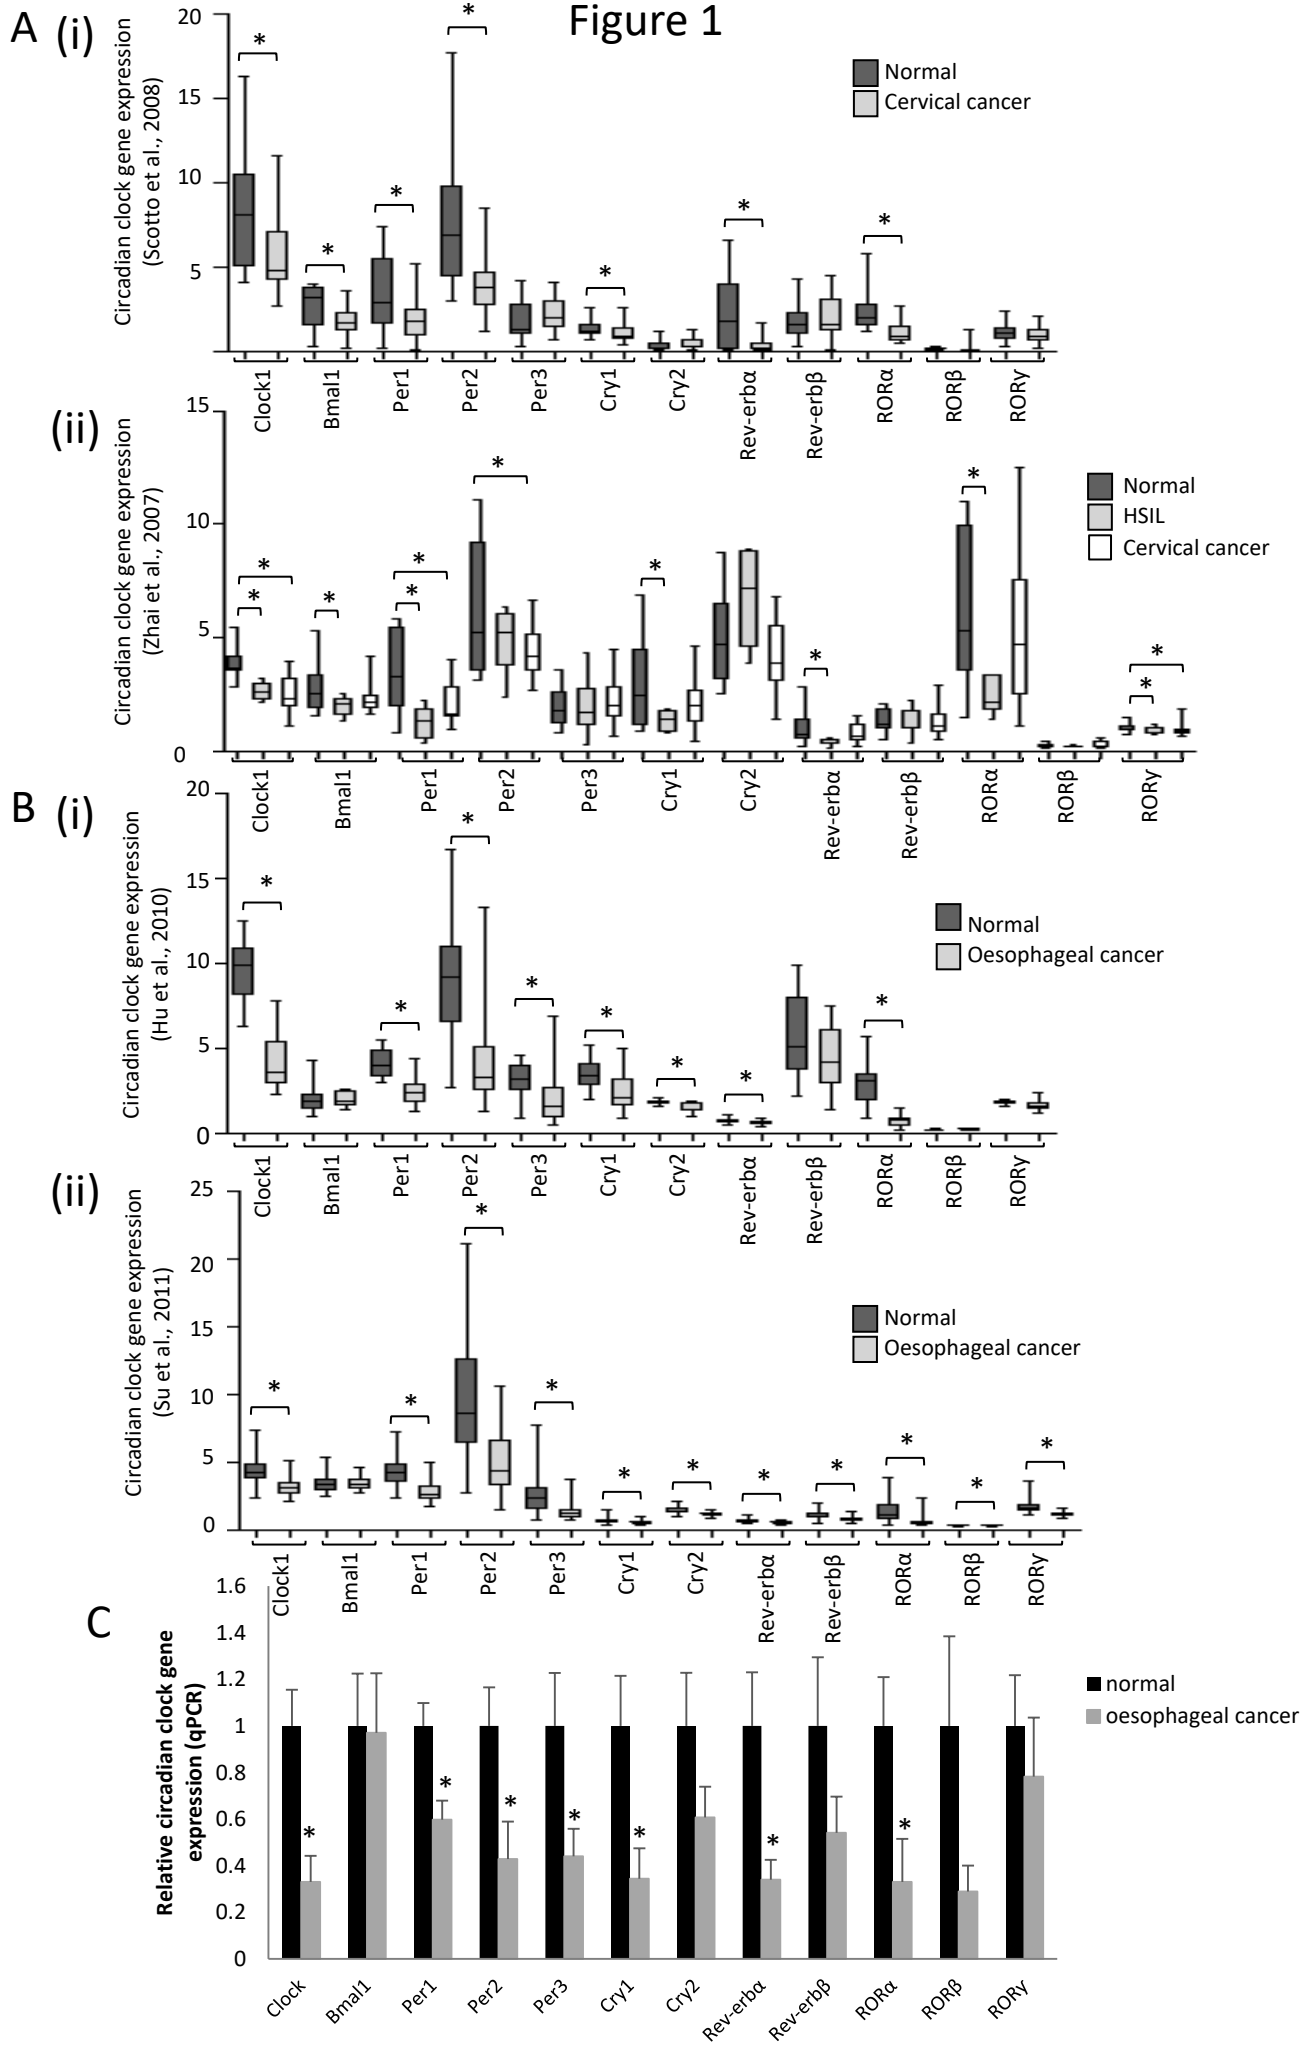 Figure 1
A (i)
Circadian clock gene expression
(Scotto et al., 2008)
20
15
10
5
* * * * * * *
Normal
Cervical cancer
Clock1 Bmal1 Per1 Per2 Per3 Cry1 Cry2 Rev-erbα Rev-erbβ RORα RORβ RORγ
(ii)
Circadian clock gene expression
(Zhai et al., 2007)
15
10
5
0
* * * * * * * * * * *
Normal
HSIL
Cervical cancer
Clock1 Bmal1 Per1 Per2 Per3 Cry1 Cry2 Rev-erbα Rev-erbβ RORα RORβ RORγ
B (i)
Circadian clock gene expression
(Hu et al., 2010)
20
15
10
5
0
* * * * * * * *
Normal
Oesophageal cancer
Clock1 Bmal1 Per1 Per2 Per3 Cry1 Cry2 Rev-erbα Rev-erbβ RORα RORβ RORγ
(ii)
Circadian clock gene expression
(Su et al., 2011)
25
20
15
10
5
0
* * * * * * * * * * *
Normal
Oesophageal cancer
Clock1 Bmal1 Per1 Per2 Per3 Cry1 Cry2 Rev-erbα Rev-erbβ RORα RORβ RORγ
C
Relative circadian clock gene
expression (qPCR)
1.6
1.4
1.2
1
0.8
0.6
0.4
0.2
0
* * * * * * *
normal
oesophageal cancer
Clock Bmal1 Per1 Per2 Per3 Cry1 Cry2 Rev-erbα Rev-erbβ RORα RORβ RORγ